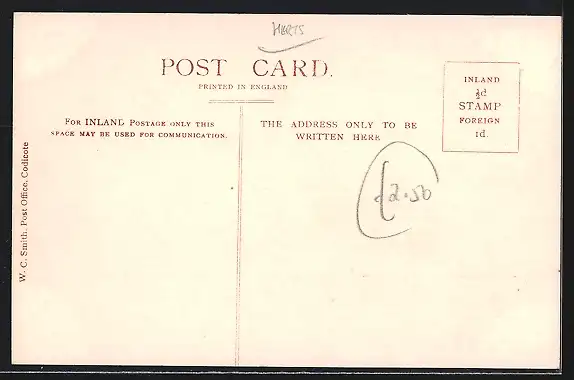 HERTS
POST CARD.
PRINTED IN ENGLAND
FOR INLAND POSTAGE ONLY THIS
SPACE MAY BE USED FOR COMMUNICATION.
THE ADDRESS ONLY TO BE
WRITTEN HERE
INLAND
½d
STAMP
FOREIGN
1d.
£2.50
W. C. Smith, Post Office, Codicote